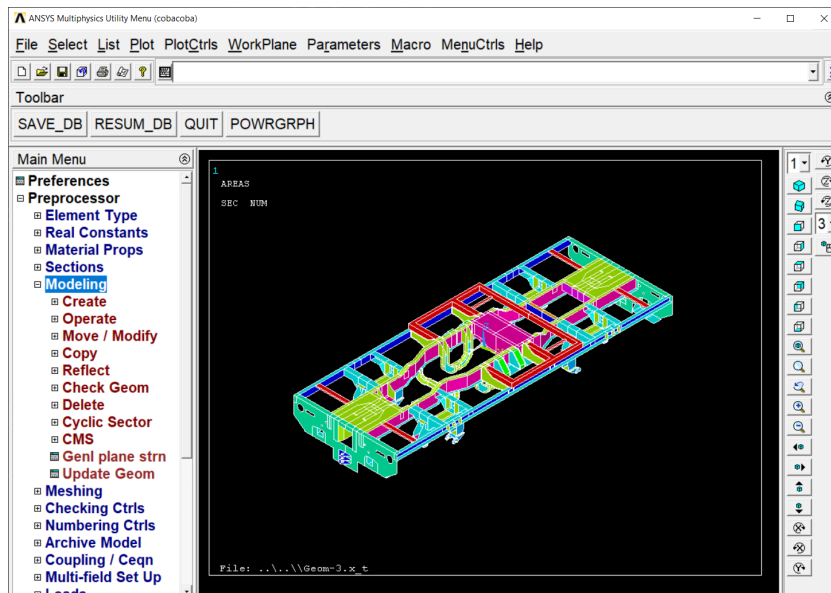 ANSYS Multiphysics Utility Menu (cobacoba)
File Select List Plot PlotCtrls WorkPlane Parameters Macro MenuCtrls Help
Toolbar
SAVE_DB RESUM_DB QUIT POWRGRPH
Main Menu
Preferences
Preprocessor
Element Type
Real Constants
Material Props
Sections
Modeling
Create
Operate
Move / Modify
Copy
Reflect
Check Geom
Delete
Cyclic Sector
CMS
Genl plane strn
Update Geom
Meshing
Checking Ctrls
Numbering Ctrls
Archive Model
Coupling / Ceqn
Multi-field Set Up
Loads
1
AREAS
SEC NUM
File: ..\..\\Geom-3.x_t
1
3